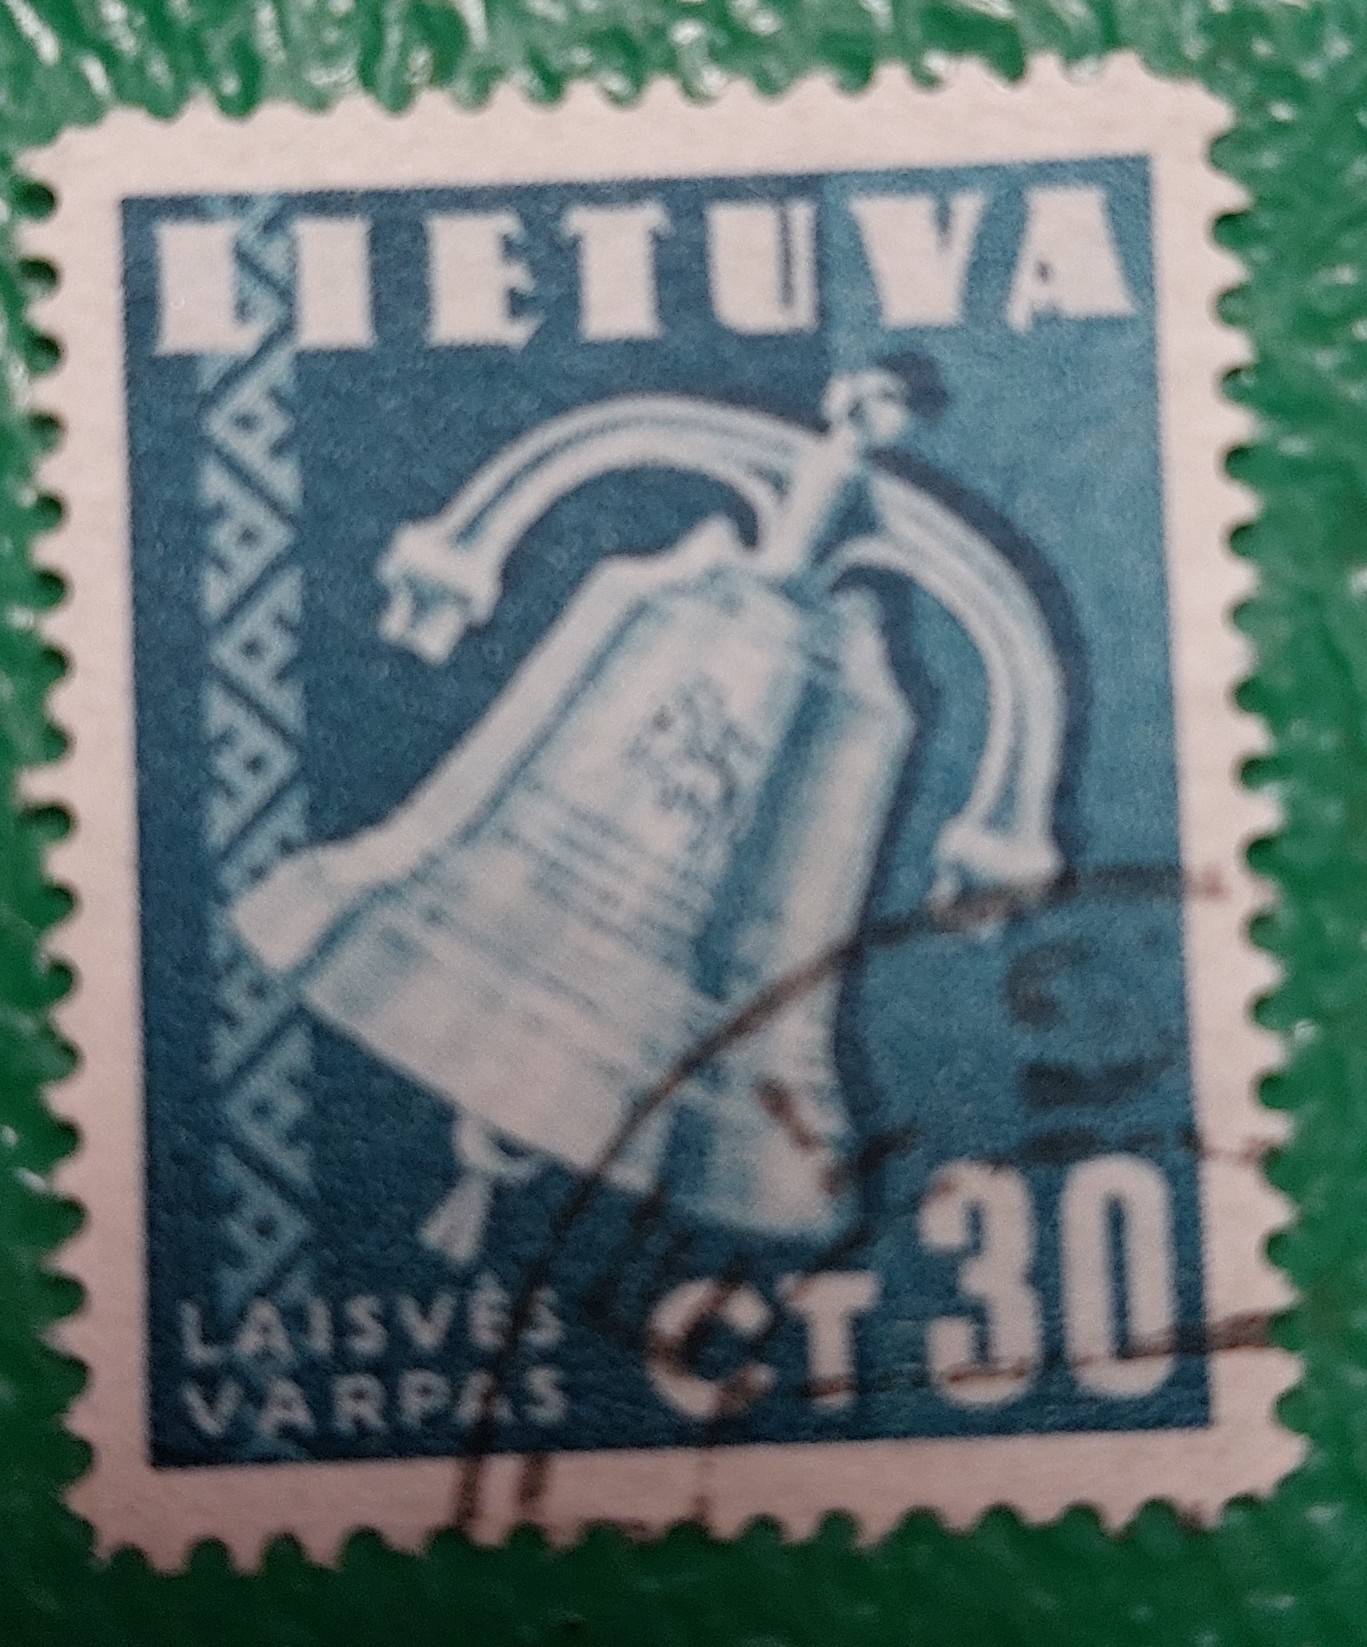 LIETUVA
CT 30
LAISVĖS
VARPAS